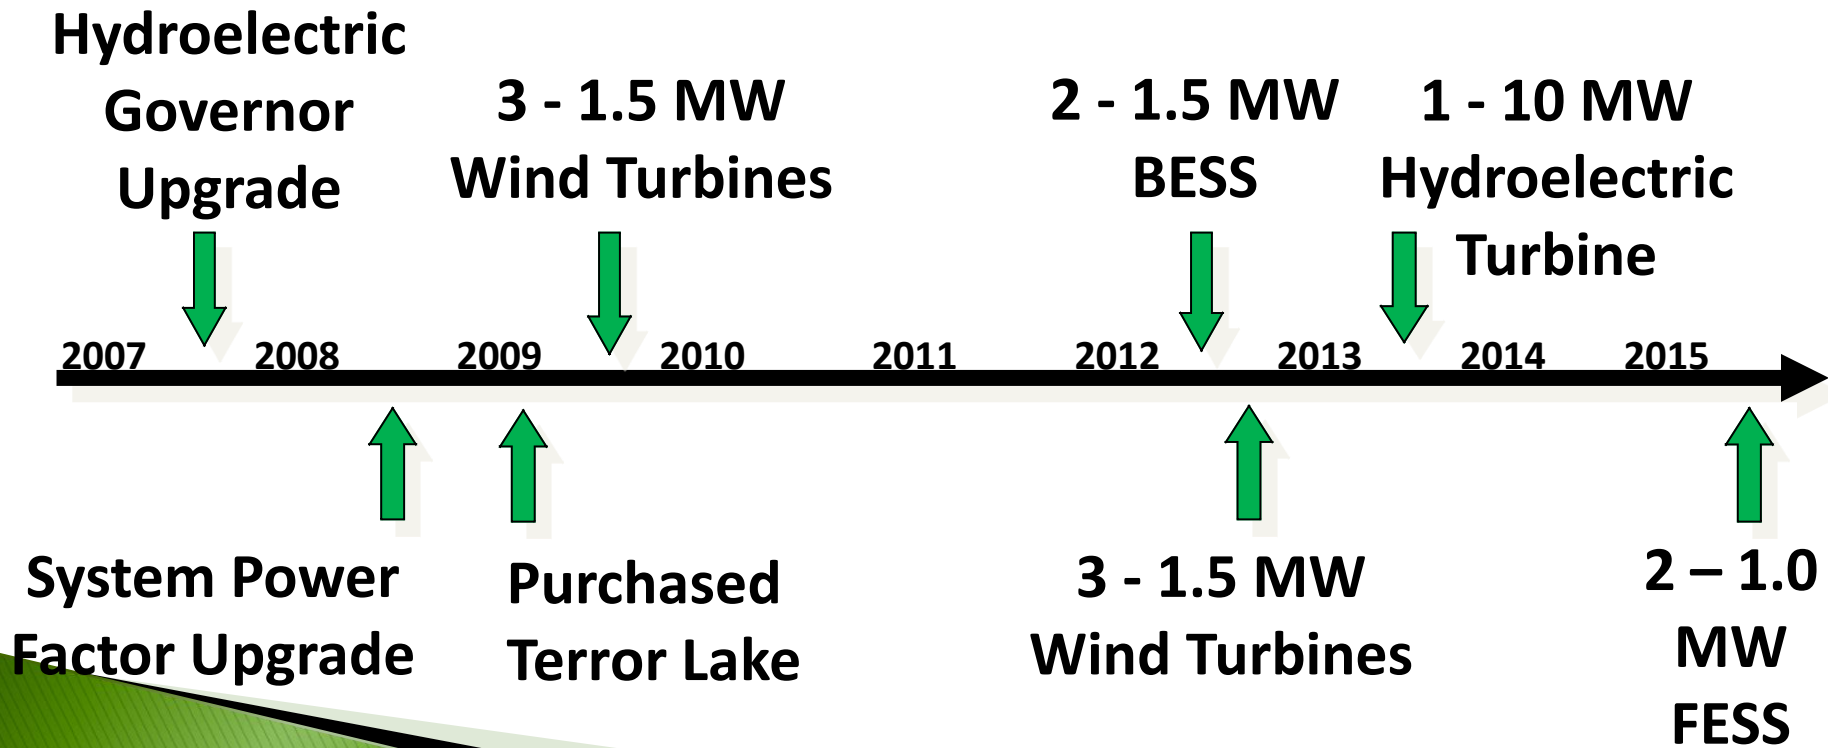 Hydroelectric
Governor
Upgrade
3 - 1.5 MW
Wind Turbines
2 - 1.5 MW
BESS
1 - 10 MW
Hydroelectric
Turbine
2007 2008 2009 2010 2011 2012 2013 2014 2015
System Power
Factor Upgrade
Purchased
Terror Lake
3 - 1.5 MW
Wind Turbines
2 – 1.0
MW
FESS